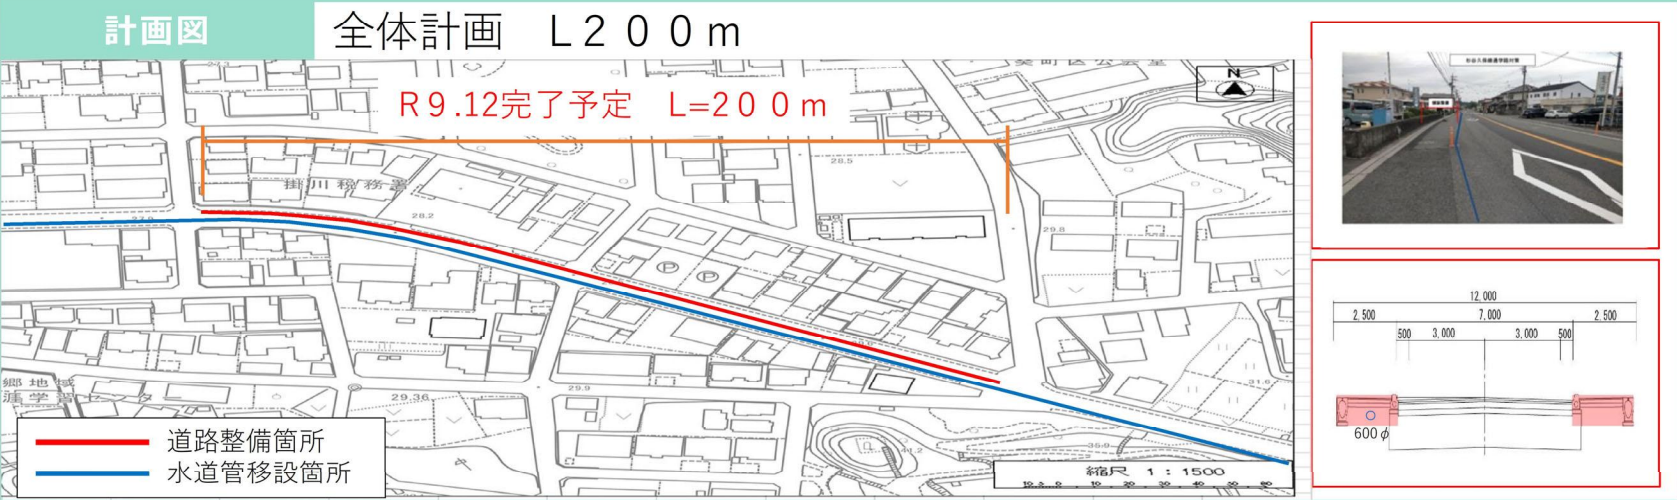 計画図
全体計画　L２００ｍ
R９.12完了予定　L=２００ｍ
N
掛川税務署
28.5
28.2
29.8
P
P
29.9
29.36
31.0
縮尺　１：1500
道路整備箇所
水道管移設箇所
12,000
2,500 7,000 2,500
500 3,000 3,000 500
600φ